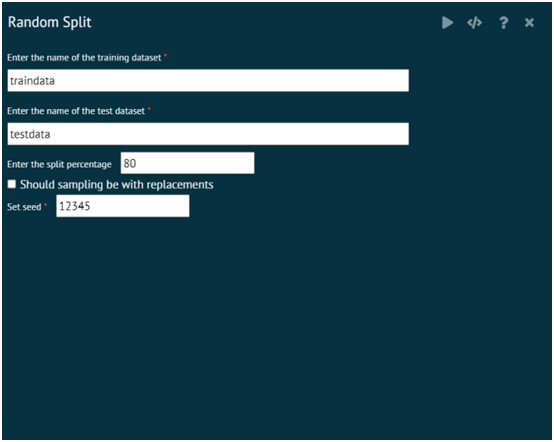 Random Split
</> ?
Enter the name of the training dataset *
traindata
Enter the name of the test dataset *
testdata
Enter the split percentage 80
Should sampling be with replacements
Set seed * 12345